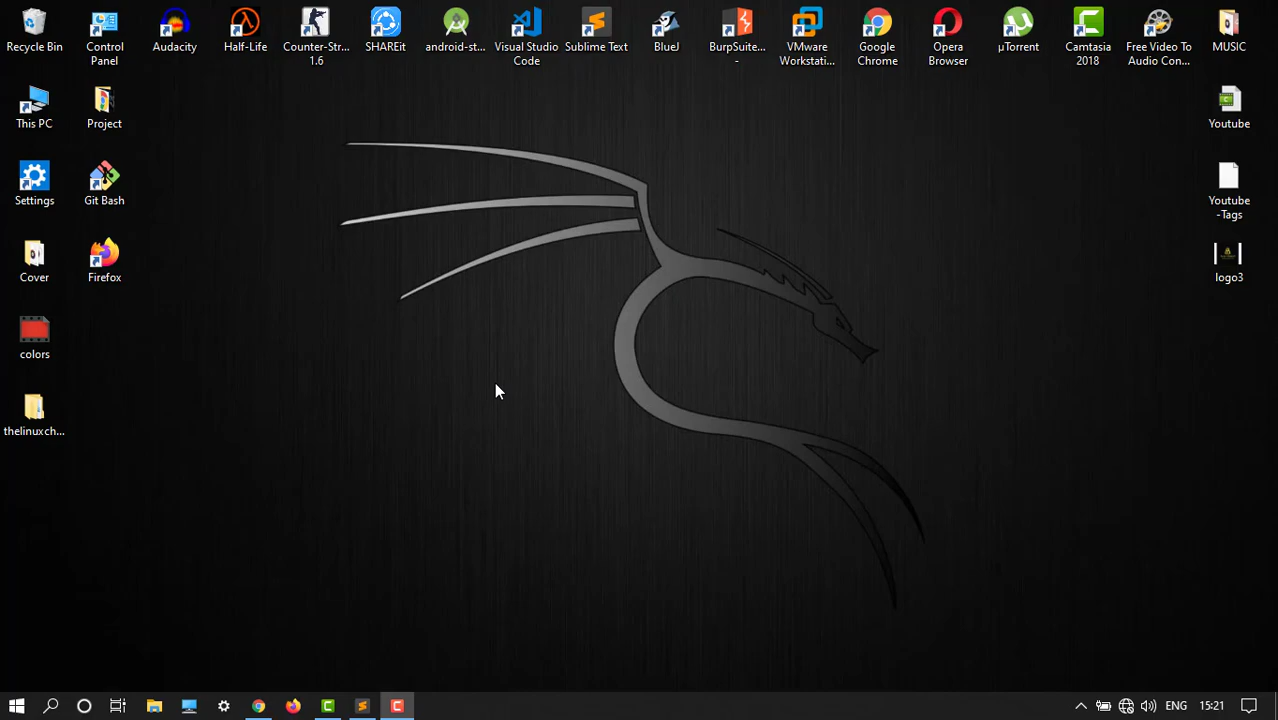 Recycle Bin
Control
Panel
Audacity
Half-Life
Counter-Str...
1.6
SHAREit
android-st...
Visual Studio
Code
Sublime Text
BlueJ
BurpSuite...
-
VMware
Workstati...
Google
Chrome
Opera
Browser
µTorrent
Camtasia
2018
Free Video To
Audio Con...
MUSIC
This PC
Project
Youtube
Settings
Git Bash
Youtube
-Tags
Cover
Firefox
logo3
colors
thelinuxch...
ENG
15:21